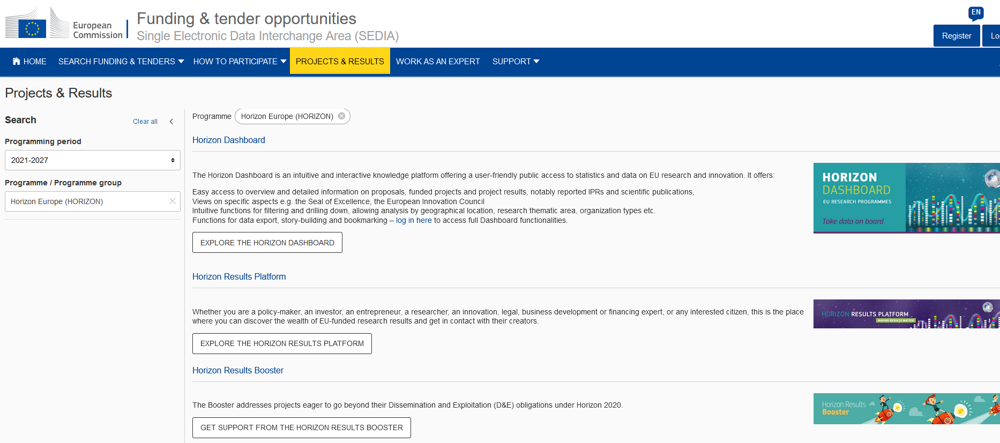 European
Commission
Funding & tender opportunities
Single Electronic Data Interchange Area (SEDIA)
EN
Register
Lo
HOME
SEARCH FUNDING & TENDERS
HOW TO PARTICIPATE
PROJECTS & RESULTS
WORK AS AN EXPERT
SUPPORT
Projects & Results
Search
Clear all
Programming period
2021-2027
Programme / Programme group
Horizon Europe (HORIZON)
Programme
Horizon Europe (HORIZON)
Horizon Dashboard
The Horizon Dashboard is an intuitive and interactive knowledge platform offering a user-friendly public access to statistics and data on EU research and innovation. It offers:
Easy access to overview and detailed information on proposals, funded projects and project results, notably reported IPRs and scientific publications,
Views on specific aspects e.g. the Seal of Excellence, the European Innovation Council
Intuitive functions for filtering and drilling down, allowing analysis by geographical location, research thematic area, organization types etc.
Functions for data export, story-building and bookmarking – log in here to access full Dashboard functionalities.
EXPLORE THE HORIZON DASHBOARD
HORIZON
DASHBOARD
EU RESEARCH PROGRAMMES
Take data on board
Horizon Results Platform
Whether you are a policy-maker, an investor, an entrepreneur, a researcher, an innovation, legal, business development or financing expert, or any interested citizen, this is the place
where you can discover the wealth of EU-funded research results and get in contact with their creators.
EXPLORE THE HORIZON RESULTS PLATFORM
HORIZON RESULTS PLATFORM
MAKING RESULTS MATTER
Horizon Results Booster
The Booster addresses projects eager to go beyond their Dissemination and Exploitation (D&E) obligations under Horizon 2020.
GET SUPPORT FROM THE HORIZON RESULTS BOOSTER
Horizon Results
Booster